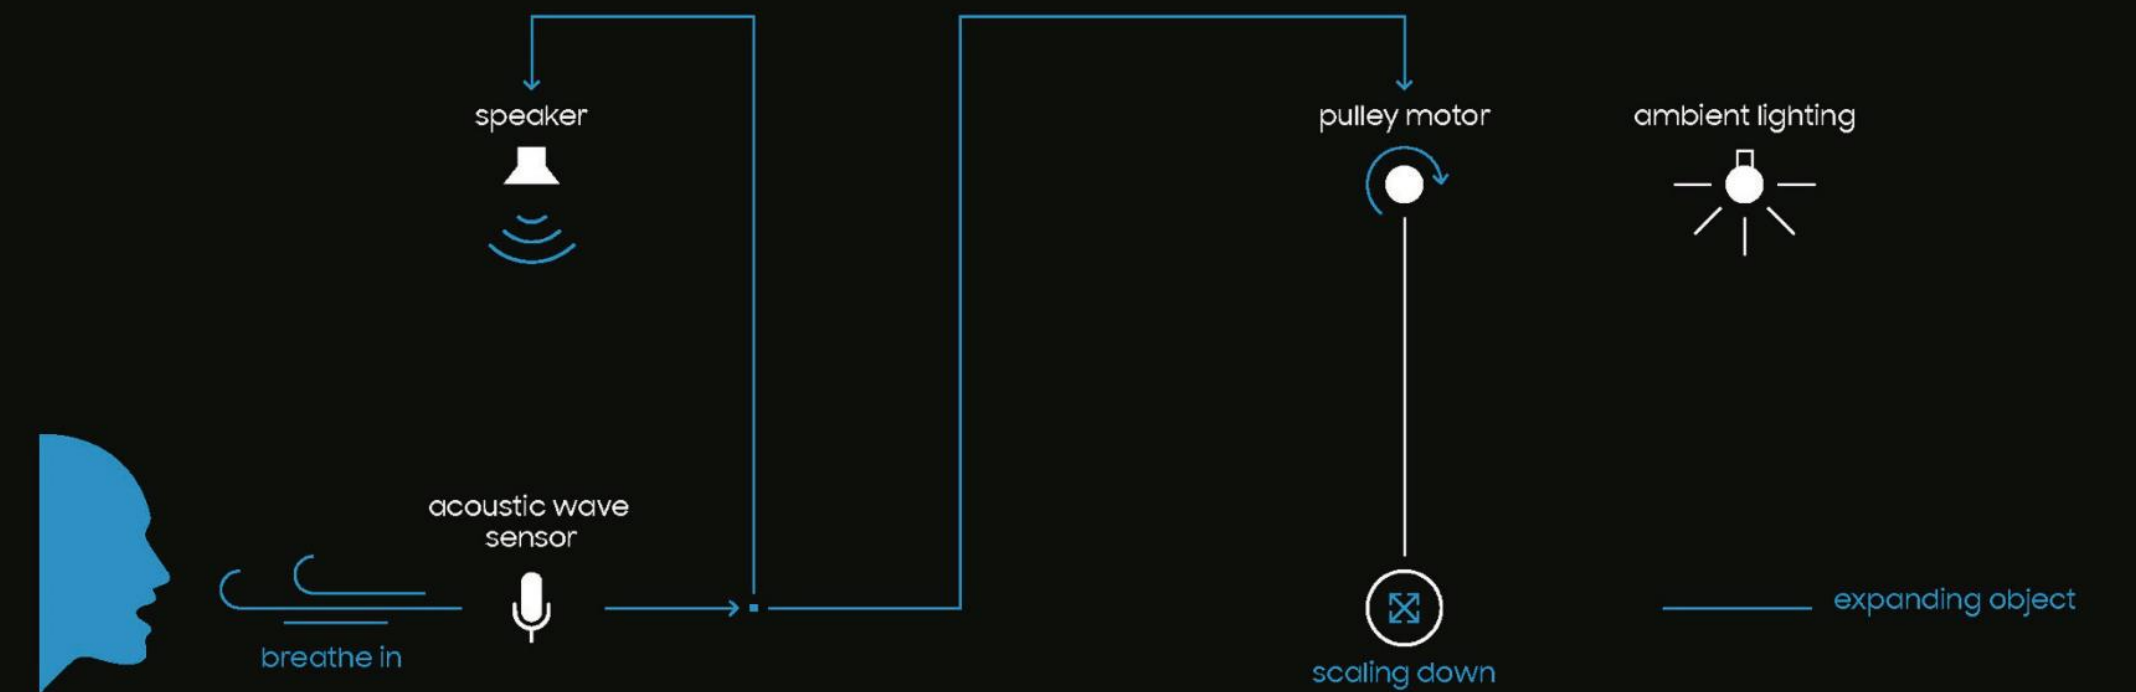 speaker
pulley motor
ambient lighting
acoustic wave
sensor
breathe in
expanding object
scaling down